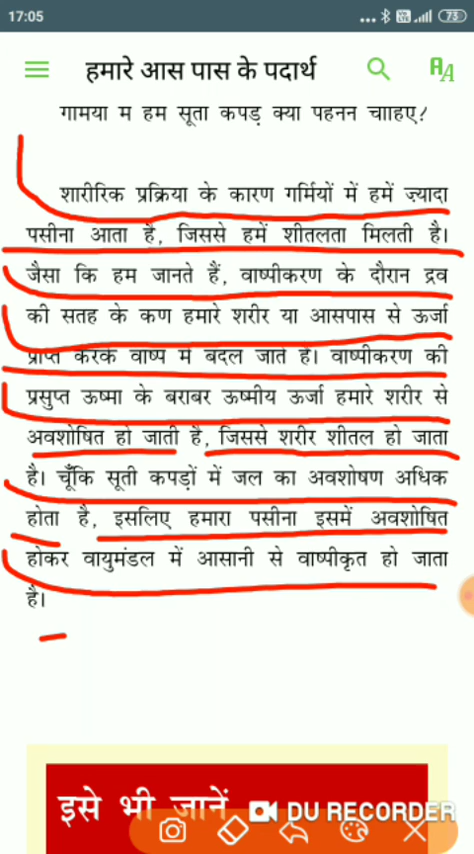 17:05
73
हमारे आस पास के पदार्थ
गर्मियों में हम सूती कपड़े क्यों पहनने चाहिए?
शारीरिक प्रक्रिया के कारण गर्मियों में हमें ज़्यादा
पसीना आता है, जिससे हमें शीतलता मिलती है।
जैसा कि हम जानते हैं, वाष्पीकरण के दौरान द्रव
की सतह के कण हमारे शरीर या आसपास से ऊर्जा
प्राप्त करके वाष्प में बदल जाते हैं। वाष्पीकरण की
प्रसुप्त ऊष्मा के बराबर ऊष्मीय ऊर्जा हमारे शरीर से
अवशोषित हो जाती है, जिससे शरीर शीतल हो जाता
है। चूँकि सूती कपड़ों में जल का अवशोषण अधिक
होता है, इसलिए हमारा पसीना इसमें अवशोषित
होकर वायुमंडल में आसानी से वाष्पीकृत हो जाता
है।
इसे भी जानें
DU RECORDER